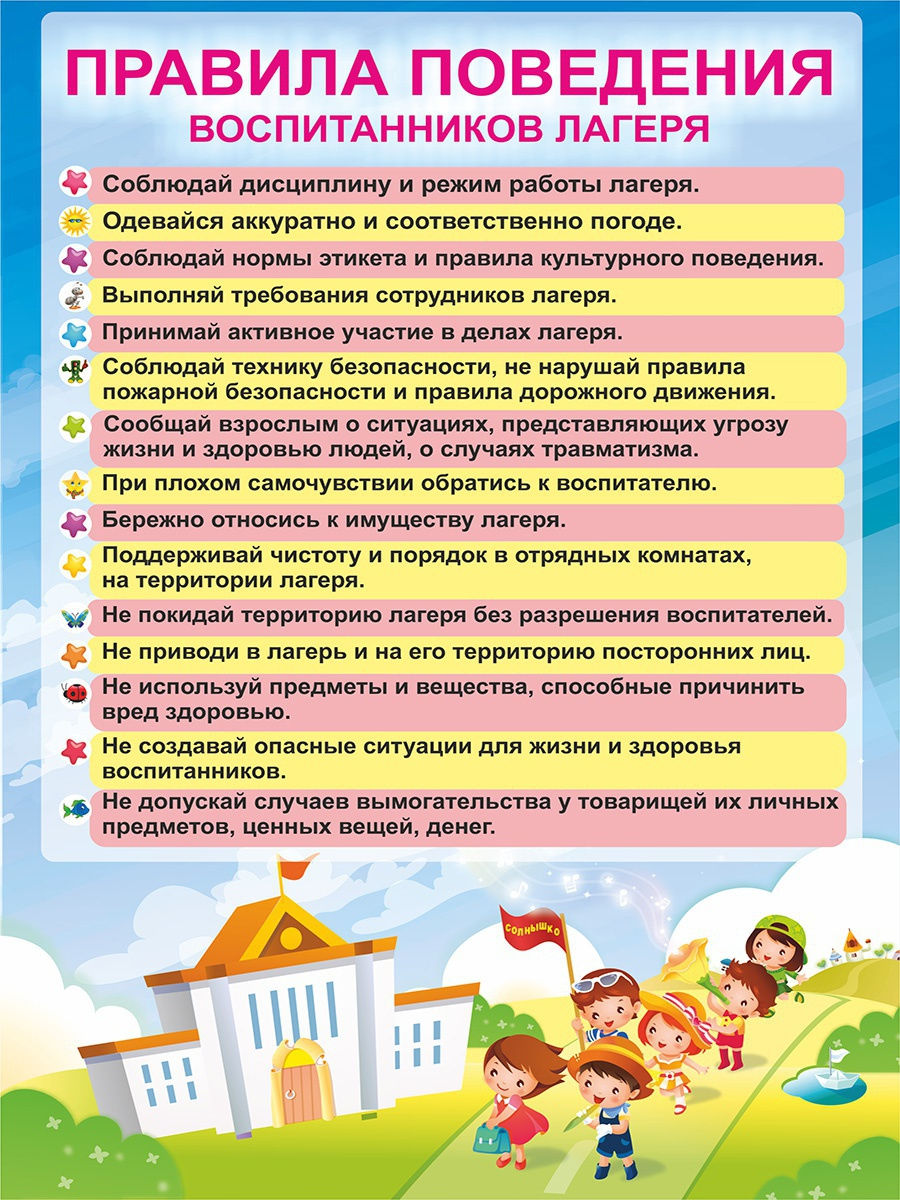 ПРАВИЛА ПОВЕДЕНИЯ
ВОСПИТАННИКОВ ЛАГЕРЯ
Соблюдай дисциплину и режим работы лагеря.
Одевайся аккуратно и соответственно погоде.
Соблюдай нормы этикета и правила культурного поведения.
Выполняй требования сотрудников лагеря.
Принимай активное участие в делах лагеря.
Соблюдай технику безопасности, не нарушай правила
пожарной безопасности и правила дорожного движения.
Сообщай взрослым о ситуациях, представляющих угрозу
жизни и здоровью людей, о случаях травматизма.
При плохом самочувствии обратись к воспитателю.
Бережно относись к имуществу лагеря.
Поддерживай чистоту и порядок в отрядных комнатах,
на территории лагеря.
Не покидай территорию лагеря без разрешения воспитателей.
Не приводи в лагерь и на его территорию посторонних лиц.
Не используй предметы и вещества, способные причинить
вред здоровью.
Не создавай опасные ситуации для жизни и здоровья
воспитанников.
Не допускай случаев вымогательства у товарищей их личных
предметов, ценных вещей, денег.
СОЛНЫШКО